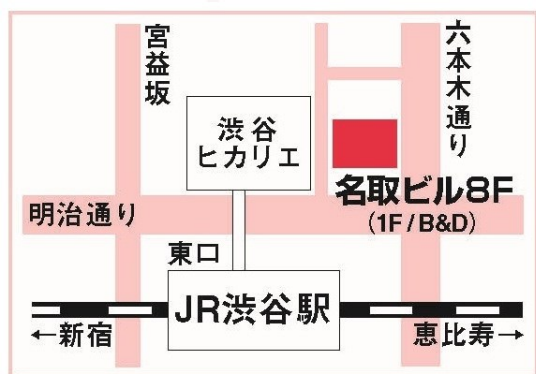 宮益坂
六本木通り
渋谷
ヒカリエ
名取ビル8F
(1F/B&D)
明治通り
東口
JR渋谷駅
←新宿
恵比寿→